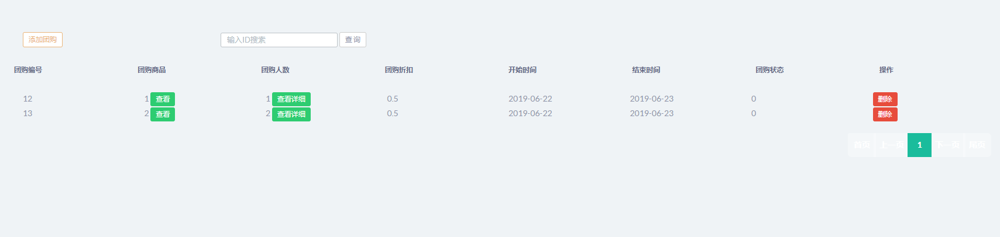 添加团购 输入ID搜索 查询
团购编号 团购商品 团购人数 团购折扣 开始时间 结束时间 团购状态 操作
12 1 查看 1 查看详细 0.5 2019-06-22 2019-06-23 0 删除
13 2 查看 2 查看详细 0.5 2019-06-22 2019-06-23 0 删除
首页 上一页 1 下一页 尾页